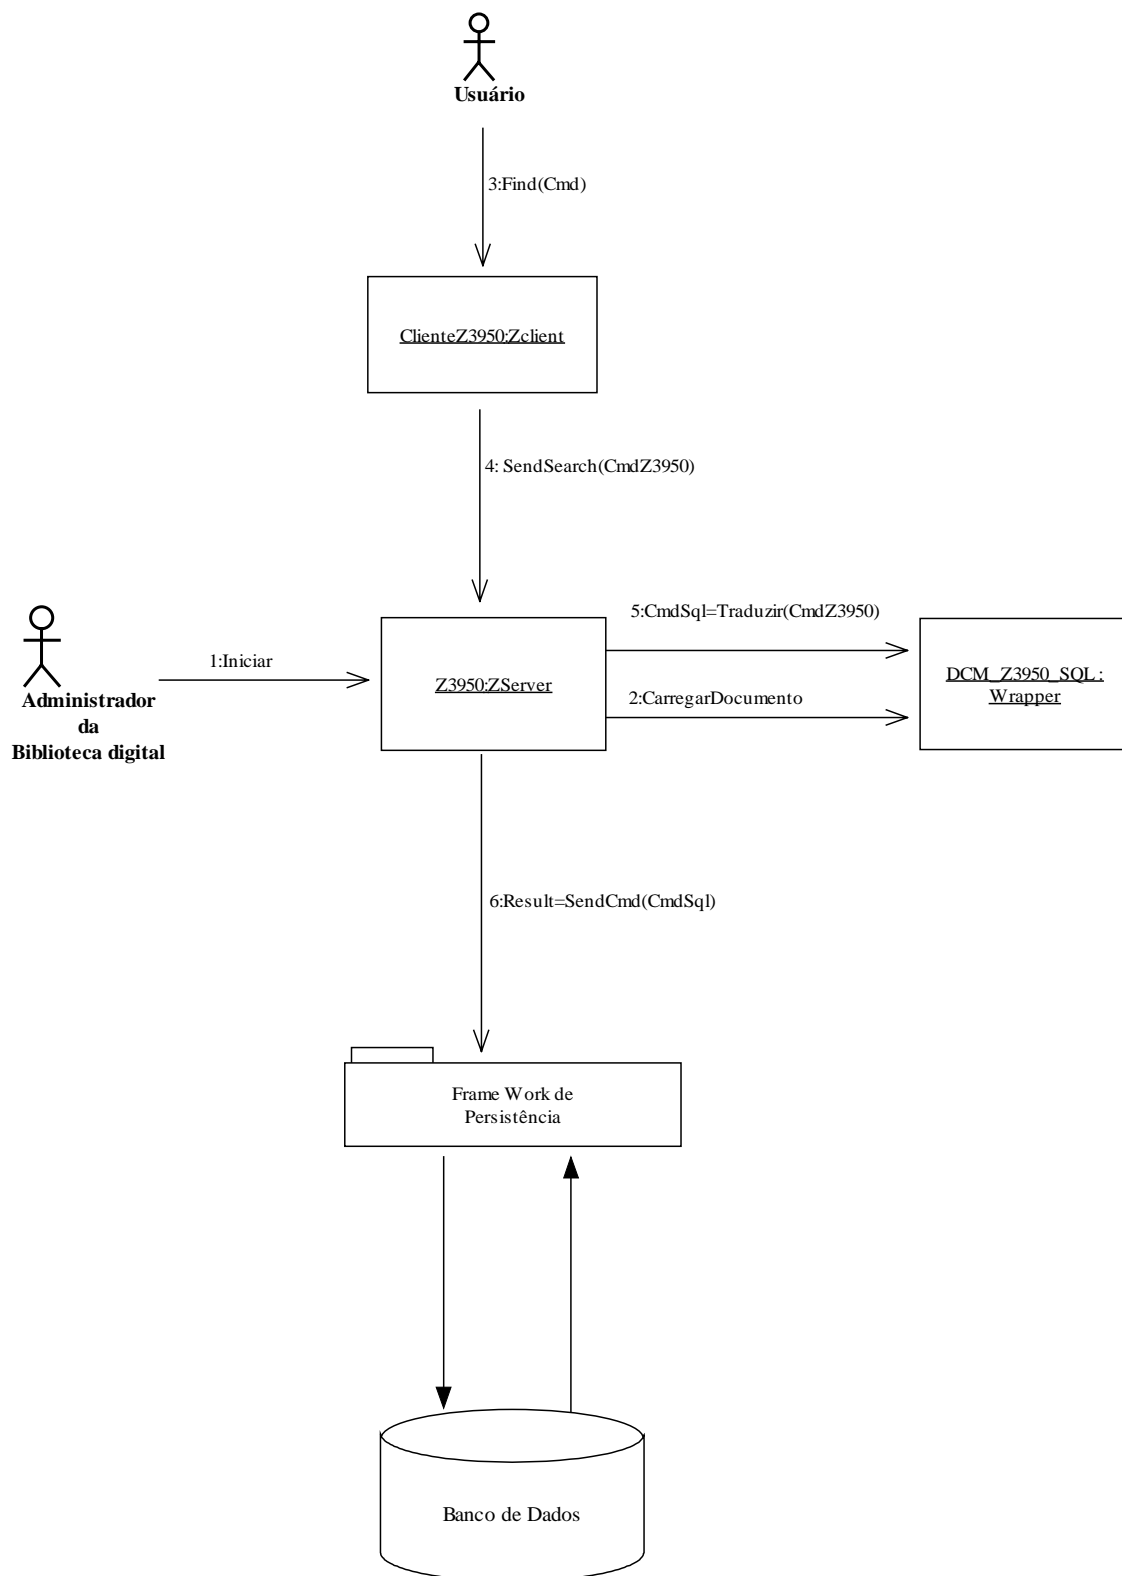 Usuário
3:Find(Cmd)
ClienteZ3950:Zclient
4: SendSearch(CmdZ3950)
5:CmdSql=Traduzir(CmdZ3950)
1:Iniciar
Z3950:ZServer
DCM_Z3950_SQL :
Wrapper
2:CarregarDocumento
Administrador
da
Biblioteca digital
6:Result=SendCmd(CmdSql)
Frame Work de
Persistência
Banco de Dados